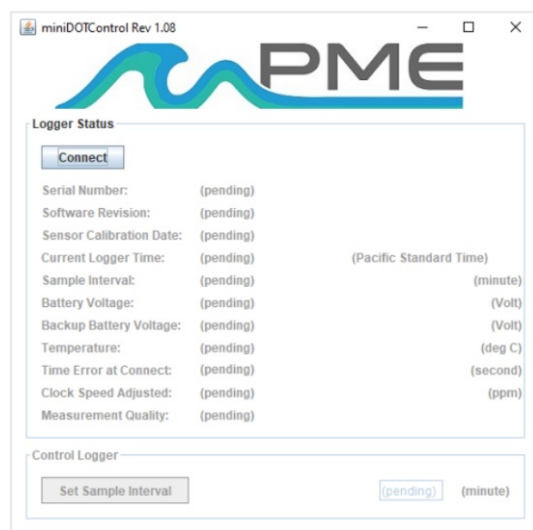 miniDOTControl Rev 1.08
PME
Logger Status
Connect
Serial Number: (pending)
Software Revision: (pending)
Sensor Calibration Date: (pending)
Current Logger Time: (pending) (Pacific Standard Time)
Sample Interval: (pending) (minute)
Battery Voltage: (pending) (Volt)
Backup Battery Voltage: (pending) (Volt)
Temperature: (pending) (deg C)
Time Error at Connect: (pending) (second)
Clock Speed Adjusted: (pending) (ppm)
Measurement Quality: (pending)
Control Logger
Set Sample Interval (pending) (minute)